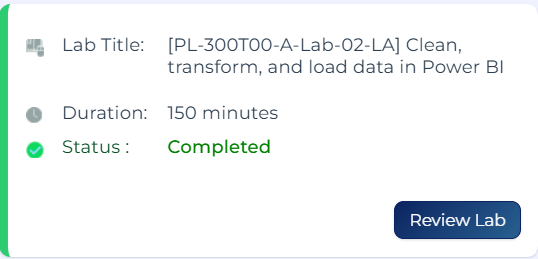 Lab Title: [PL-300T00-A-Lab-02-LA] Clean,
transform, and load data in Power BI
Duration: 150 minutes
Status : Completed
Review Lab